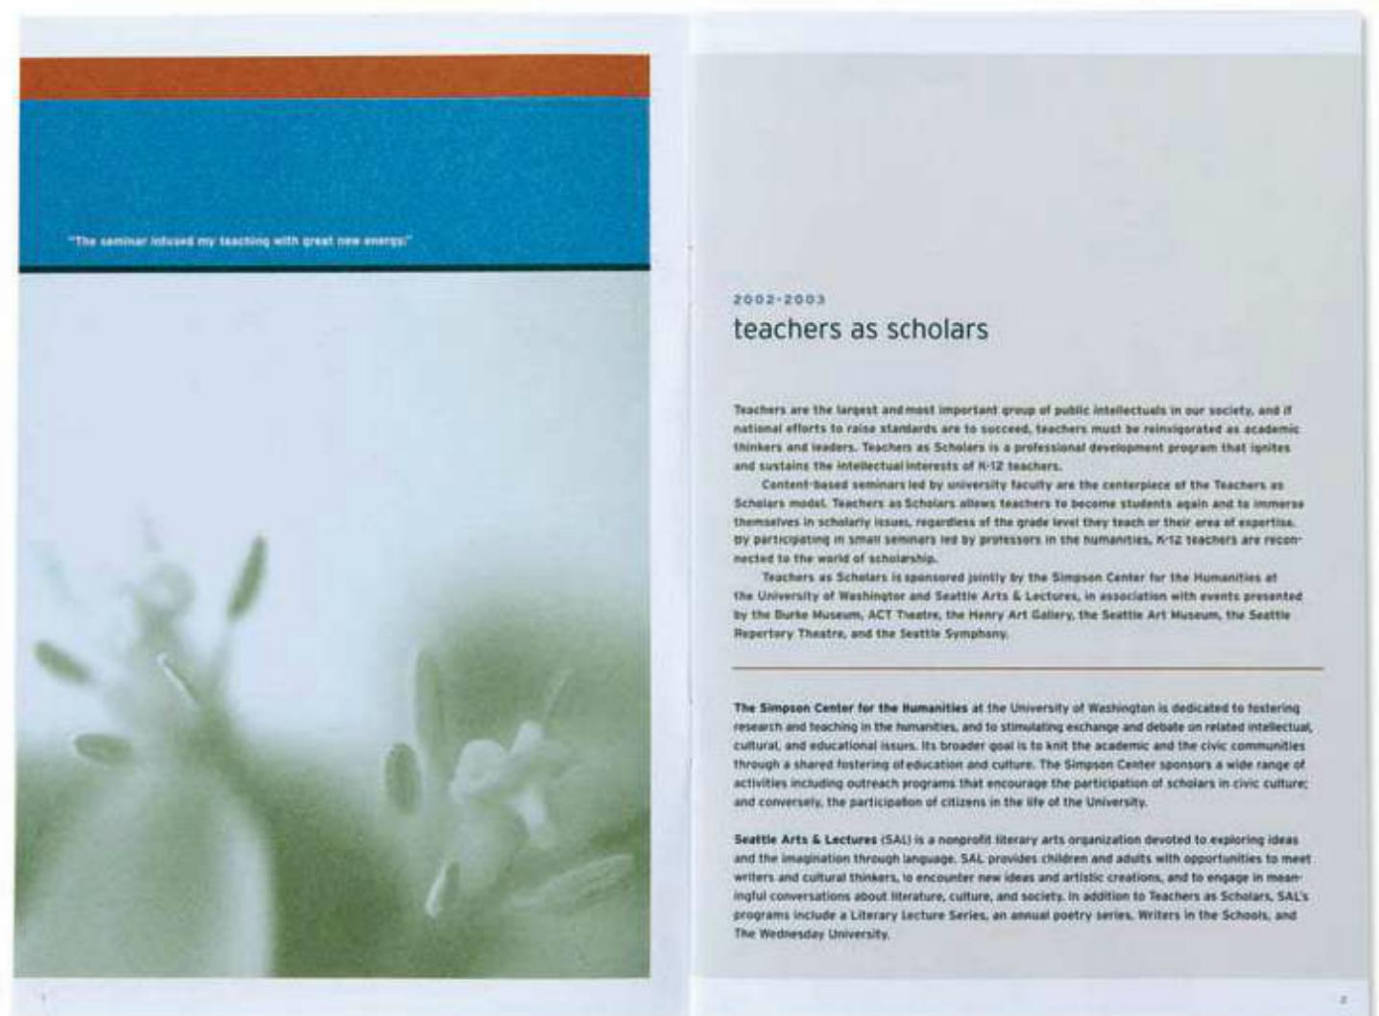 "The seminar infused my teaching with great new energy."
2002-2003
teachers as scholars
Teachers are the largest and most important group of public intellectuals in our society, and if
national efforts to raise standards are to succeed, teachers must be reinvigorated as academic
thinkers and leaders. Teachers as Scholars is a professional development program that ignites
and sustains the intellectual interests of K-12 teachers.
Content-based seminars led by university faculty are the centerpiece of the Teachers as
Scholars model. Teachers as Scholars allows teachers to become students again and to immerse
themselves in scholarly issues, regardless of the grade level they teach or their area of expertise.
By participating in small seminars led by professors in the humanities, K-12 teachers are recon-
nected to the world of scholarship.
Teachers as Scholars is sponsored jointly by the Simpson Center for the Humanities at
the University of Washington and Seattle Arts & Lectures, in association with events presented
by the Burke Museum, ACT Theatre, the Henry Art Gallery, the Seattle Art Museum, the Seattle
Repertory Theatre, and the Seattle Symphony.
The Simpson Center for the Humanities at the University of Washington is dedicated to fostering
research and teaching in the humanities, and to stimulating exchange and debate on related intellectual,
cultural, and educational issues. Its broader goal is to knit the academic and the civic communities
through a shared fostering of education and culture. The Simpson Center sponsors a wide range of
activities including outreach programs that encourage the participation of scholars in civic culture;
and conversely, the participation of citizens in the life of the University.
Seattle Arts & Lectures (SAL) is a nonprofit literary arts organization devoted to exploring ideas
and the imagination through language. SAL provides children and adults with opportunities to meet
writers and cultural thinkers, to encounter new ideas and artistic creations, and to engage in mean-
ingful conversations about literature, culture, and society. In addition to Teachers as Scholars, SAL's
programs include a Literary Lecture Series, an annual poetry series, Writers in the Schools, and
The Wednesday University.
2